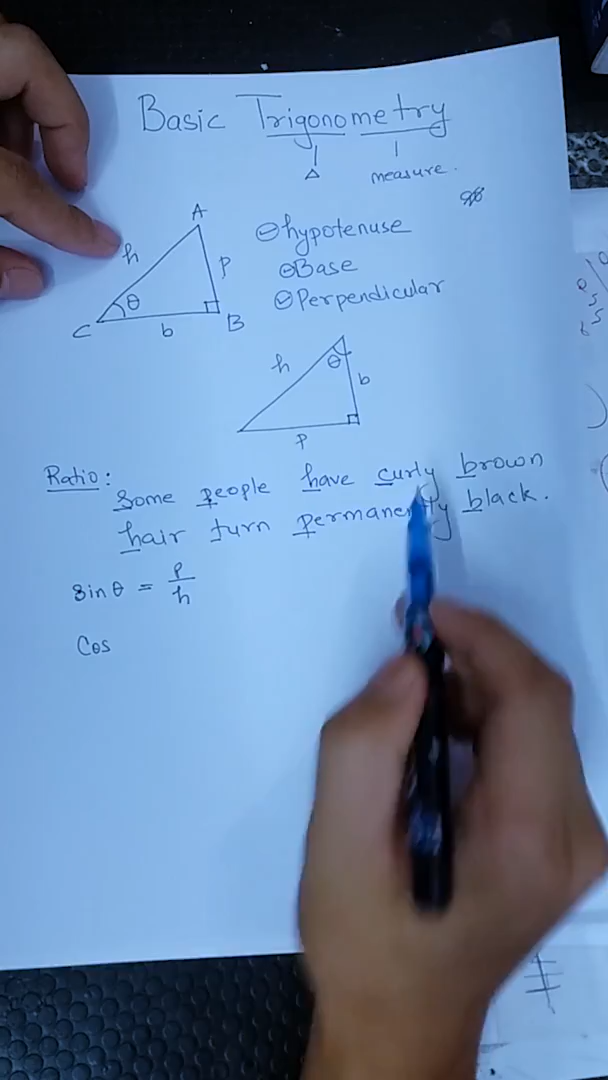 Basic Trigonometry
△ measure.
A
h p
θ
C b B
hypotenuse
Base
Perpendicular
h θ b
p
Ratio:
Some people have curly brown
hair turn permanently black.
sin θ = p/h
Cos